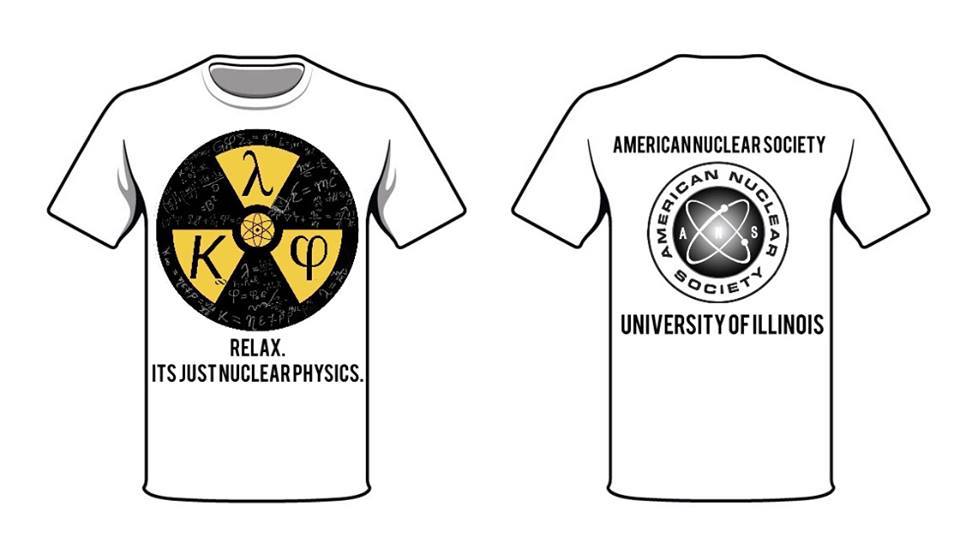 λ
K∞
φ
RELAX.
ITS JUST NUCLEAR PHYSICS.
AMERICAN NUCLEAR SOCIETY
AMERICAN NUCLEAR
A N S
SOCIETY
UNIVERSITY OF ILLINOIS